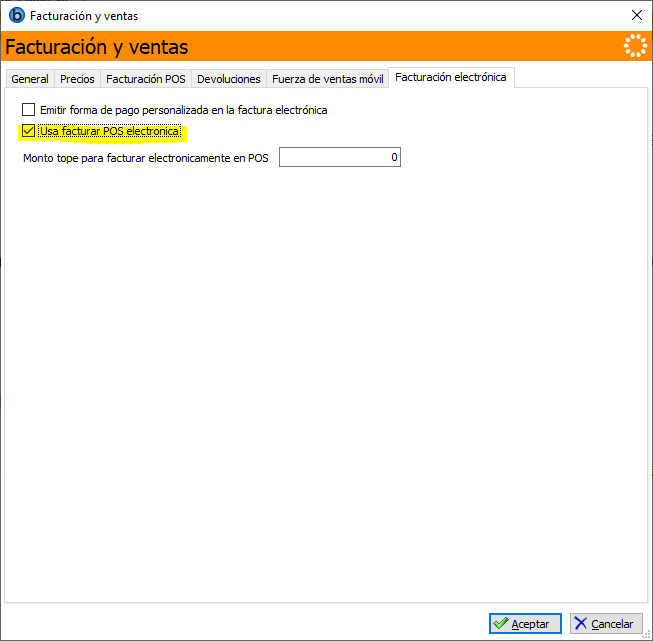 Facturación y ventas
Facturación y ventas
General Precios Facturación POS Devoluciones Fuerza de ventas móvil Facturación electrónica
Emitir forma de pago personalizada en la factura electrónica
Usa facturar POS electronica
Monto tope para facturar electronicamente en POS 0
Aceptar Cancelar